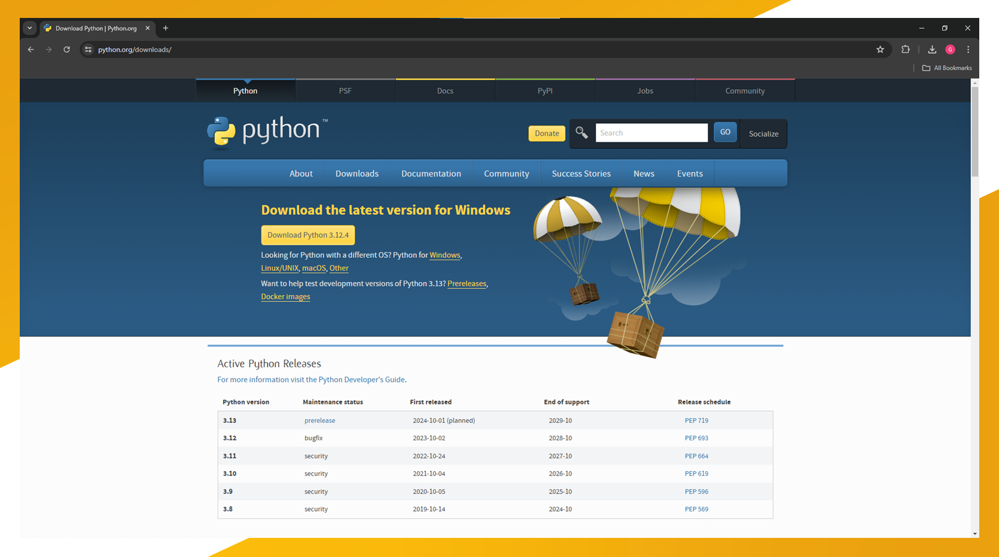 Download Python | Python.org
python.org/downloads/
G
All Bookmarks
Python PSF Docs PyPI Jobs Community
python™
Donate Search GO Socialize
About Downloads Documentation Community Success Stories News Events
Download the latest version for Windows
Download Python 3.12.4
Looking for Python with a different OS? Python for Windows,
Linux/UNIX, macOS, Other
Want to help test development versions of Python 3.13? Prereleases,
Docker images
Active Python Releases
For more information visit the Python Developer's Guide.
Python version Maintenance status First released End of support Release schedule
3.13 prerelease 2024-10-01 (planned) 2029-10 PEP 719
3.12 bugfix 2023-10-02 2028-10 PEP 693
3.11 security 2022-10-24 2027-10 PEP 664
3.10 security 2021-10-04 2026-10 PEP 619
3.9 security 2020-10-05 2025-10 PEP 596
3.8 security 2019-10-14 2024-10 PEP 569